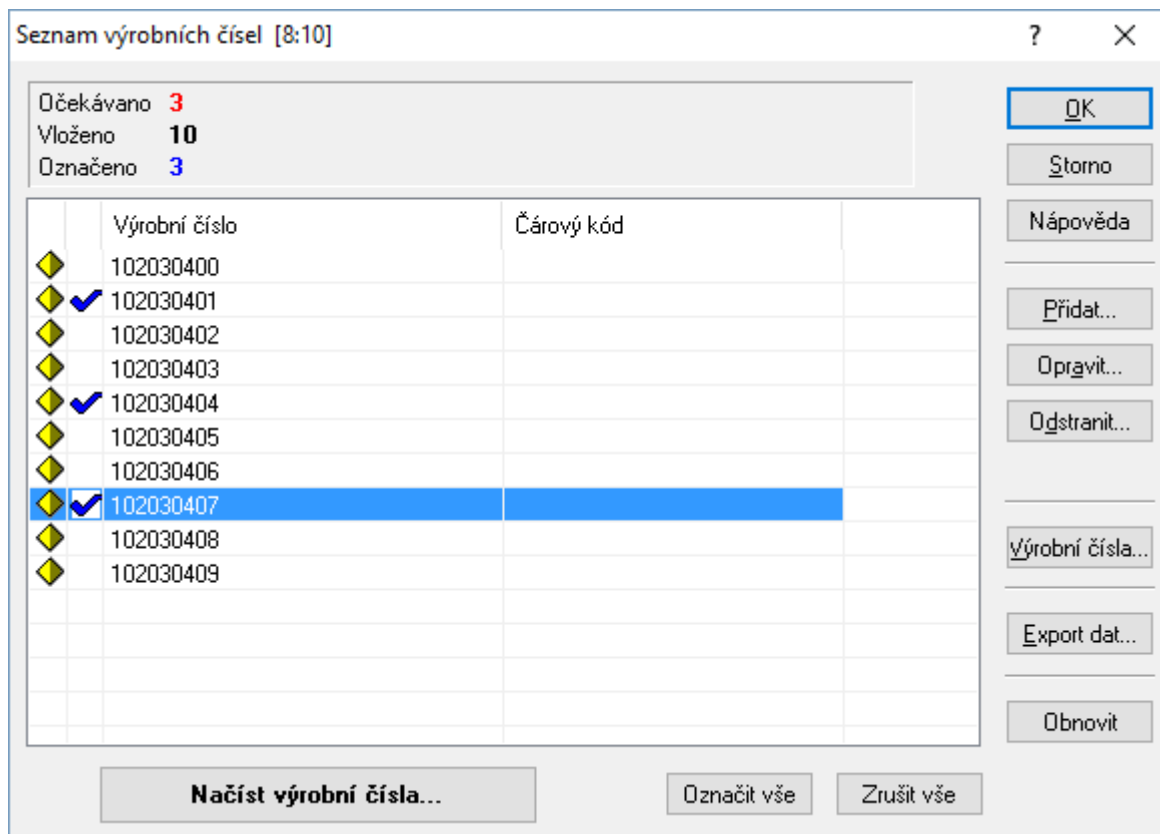 Seznam výrobních čísel [8:10]
Očekáváno 3
Vloženo 10
Označeno 3
Výrobní číslo Čárový kód
102030400
102030401
102030402
102030403
102030404
102030405
102030406
102030407
102030408
102030409
OK
Storno
Nápověda
Přidat...
Opravit...
Odstranit...
Výrobní čísla...
Export dat...
Obnovit
Načíst výrobní čísla...
Označit vše
Zrušit vše